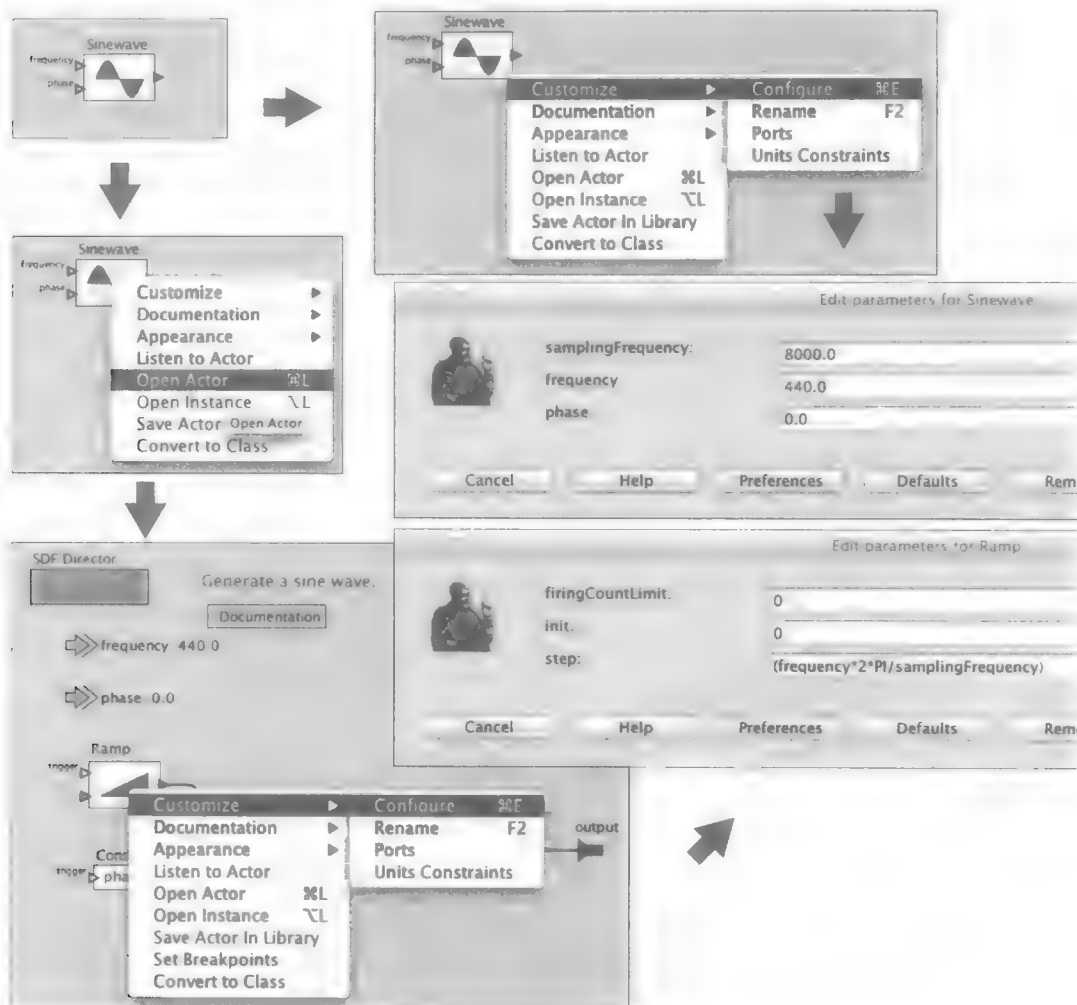 Sinewave
frequency
phase
Sinewave
frequency
phase
Customize
Configure ⌘E
Documentation
Rename F2
Appearance
Ports
Listen to Actor
Units Constraints
Open Actor ⌘L
Open Instance ⌥L
Save Actor In Library
Convert to Class
Sinewave
frequency
phase
Customize
Documentation
Appearance
Listen to Actor
Open Actor ⌘L
Open Instance ⌥L
Save Actor Open Actor
Convert to Class
Edit parameters for Sinewave
samplingFrequency: 8000.0
frequency 440.0
phase 0.0
Cancel Help Preferences Defaults Rem
Edit parameters for Ramp
firingCountLimit. 0
init. 0
step: (frequency*2*PI/samplingFrequency)
Cancel Help Preferences Defaults Rem
SDF Director
Generate a sine wave.
Documentation
frequency 440 0
phase 0.0
Ramp
trigger
Customize
Configure ⌘E
Documentation
Rename F2
Appearance
Ports
Listen to Actor
Units Constraints
Open Actor ⌘L
Open Instance ⌥L
Save Actor In Library
Set Breakpoints
Convert to Class
Cons
trigger
pha
output